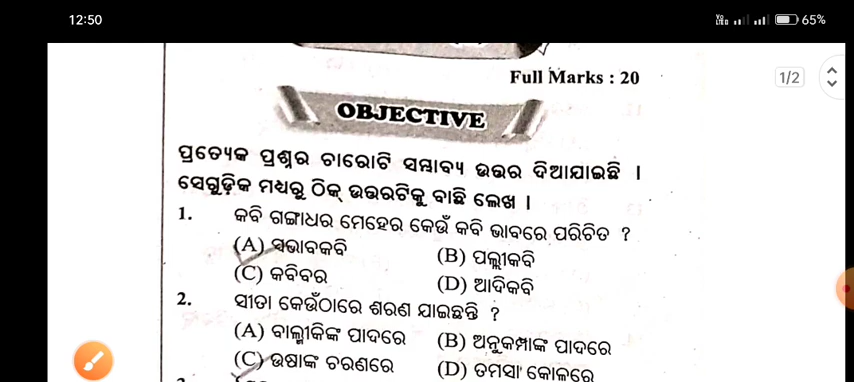 12:50
65%
Full Marks : 20
1/2
OBJECTIVE
ପ୍ରତ୍ୟେକ ପ୍ରଶ୍ନର ଚାରୋଟି ସମ୍ଭାବ୍ୟ ଉତ୍ତର ଦିଆଯାଇଛି ।
ସେଗୁଡ଼ିକ ମଧ୍ୟରୁ ଠିକ୍ ଉତ୍ତରଟିକୁ ବାଛି ଲେଖ ।
1. କବି ଗଙ୍ଗାଧର ମେହେର କେଉଁ କବି ଭାବରେ ପରିଚିତ ?
(A) ସଭାବକବି (B) ପଲ୍ଲୀକବି
(C) କବିବର (D) ଆଦିକବି
2. ସୀତା କେଉଁଠାରେ ଶରଣ ଯାଇଛନ୍ତି ?
(A) ବାଲ୍ମୀକିଙ୍କ ପାଦରେ (B) ଅନୁକମ୍ପାଙ୍କ ପାଦରେ
(C) ଉଷାଙ୍କ ଚରଣରେ (D) ତମସା କୋଳରେ